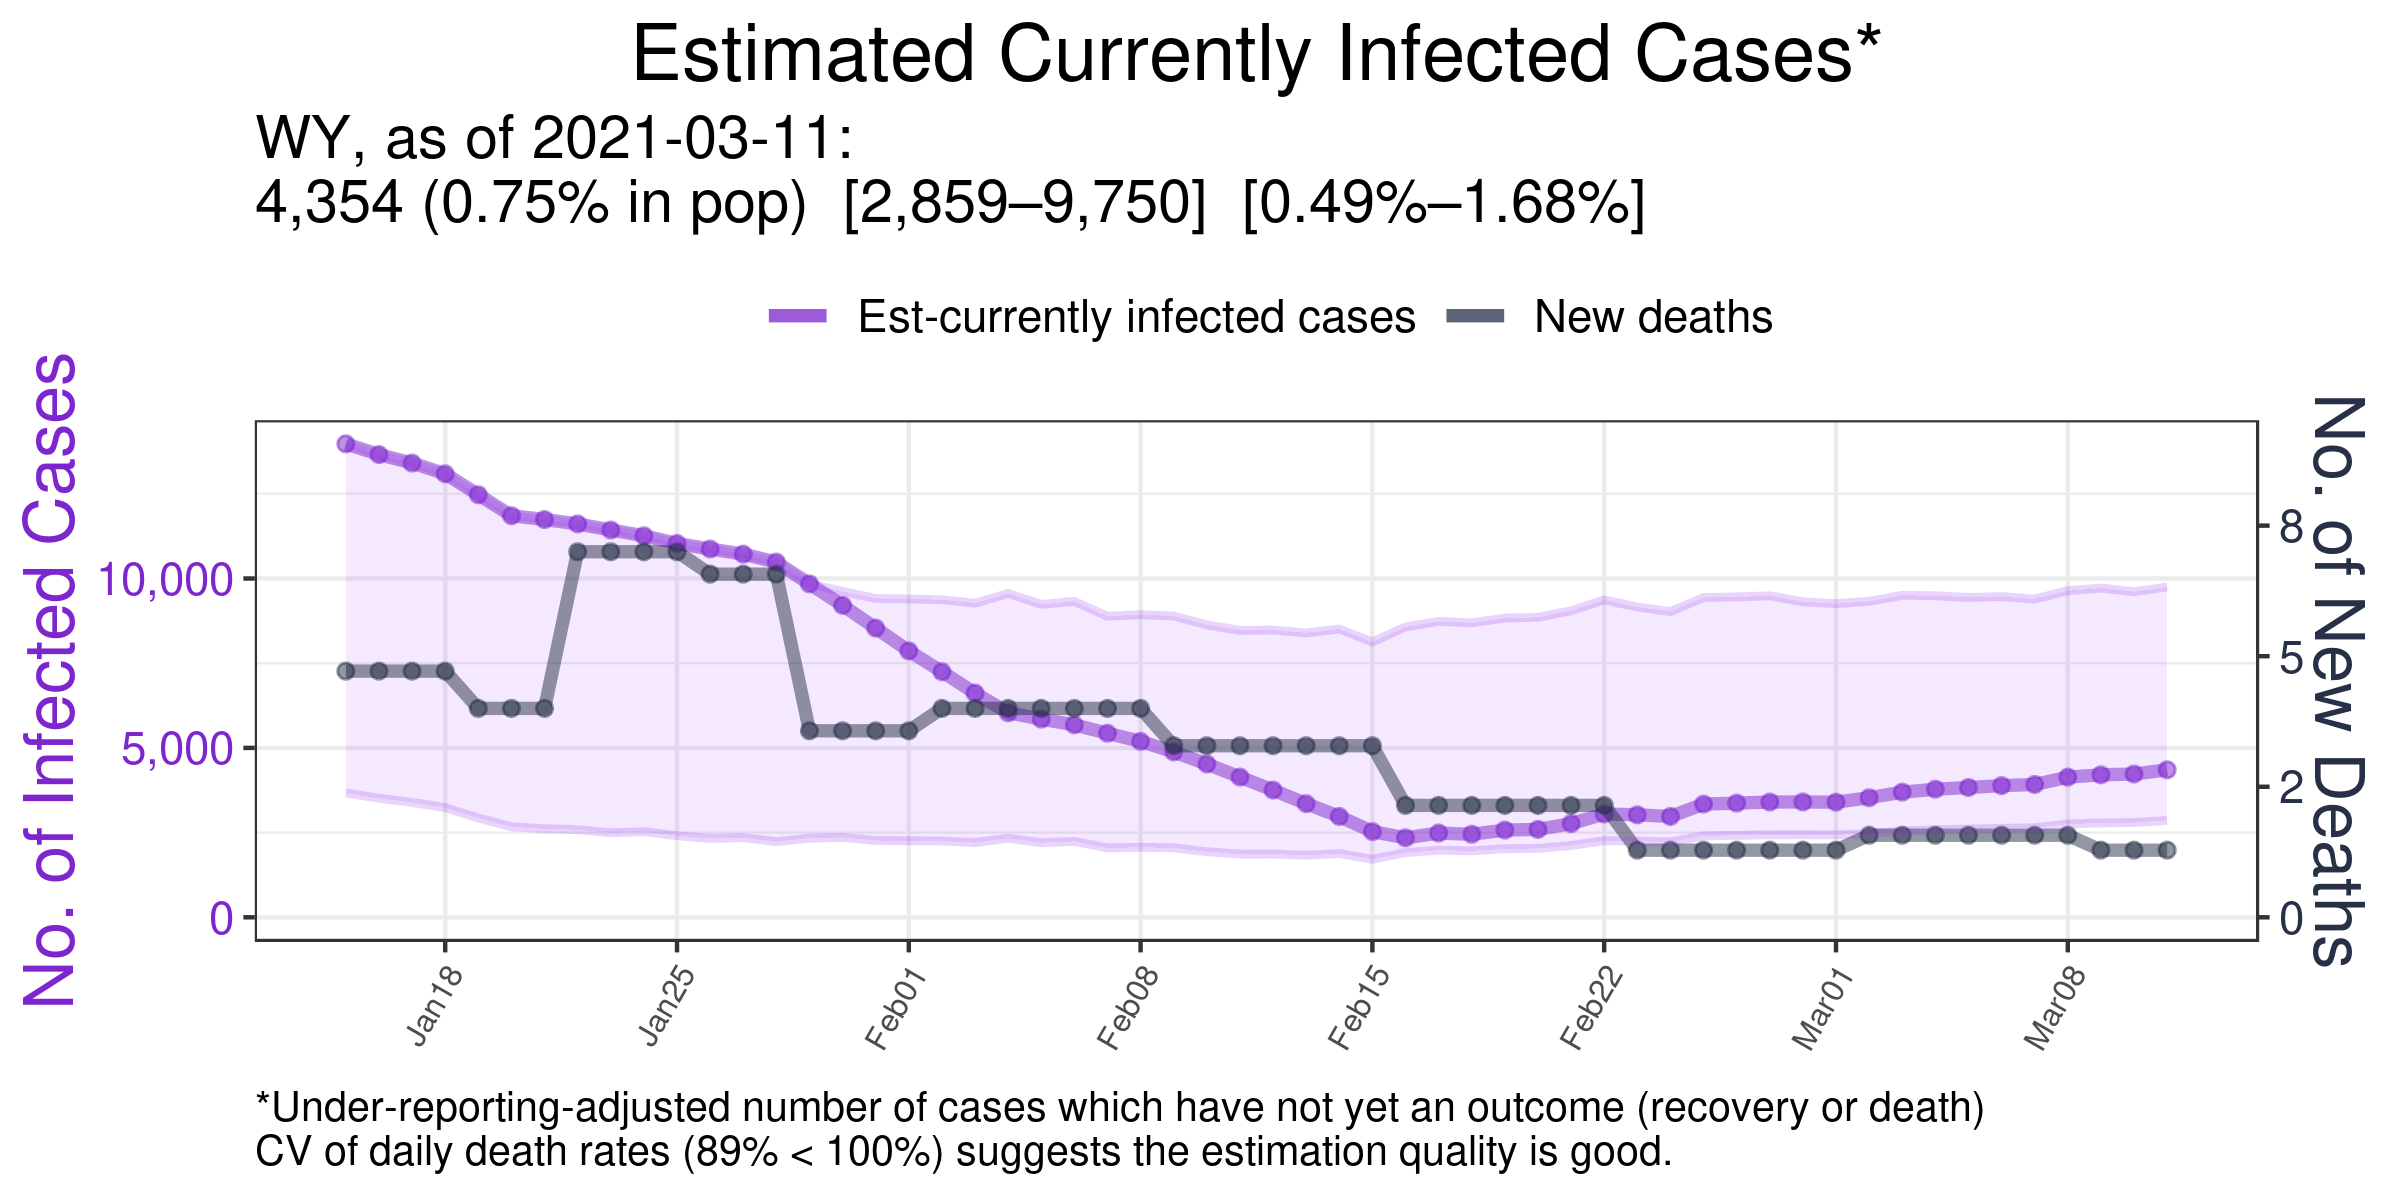 Estimated Currently Infected Cases*
WY, as of 2021-03-11:
4,354 (0.75% in pop)  [2,859–9,750]  [0.49%–1.68%]
Est-currently infected cases
New deaths
No. of Infected Cases
10,000
5,000
0
No. of New Deaths
8
5
2
0
Jan18
Jan25
Feb01
Feb08
Feb15
Feb22
Mar01
Mar08
*Under-reporting-adjusted number of cases which have not yet an outcome (recovery or death)
CV of daily death rates (89% < 100%) suggests the estimation quality is good.